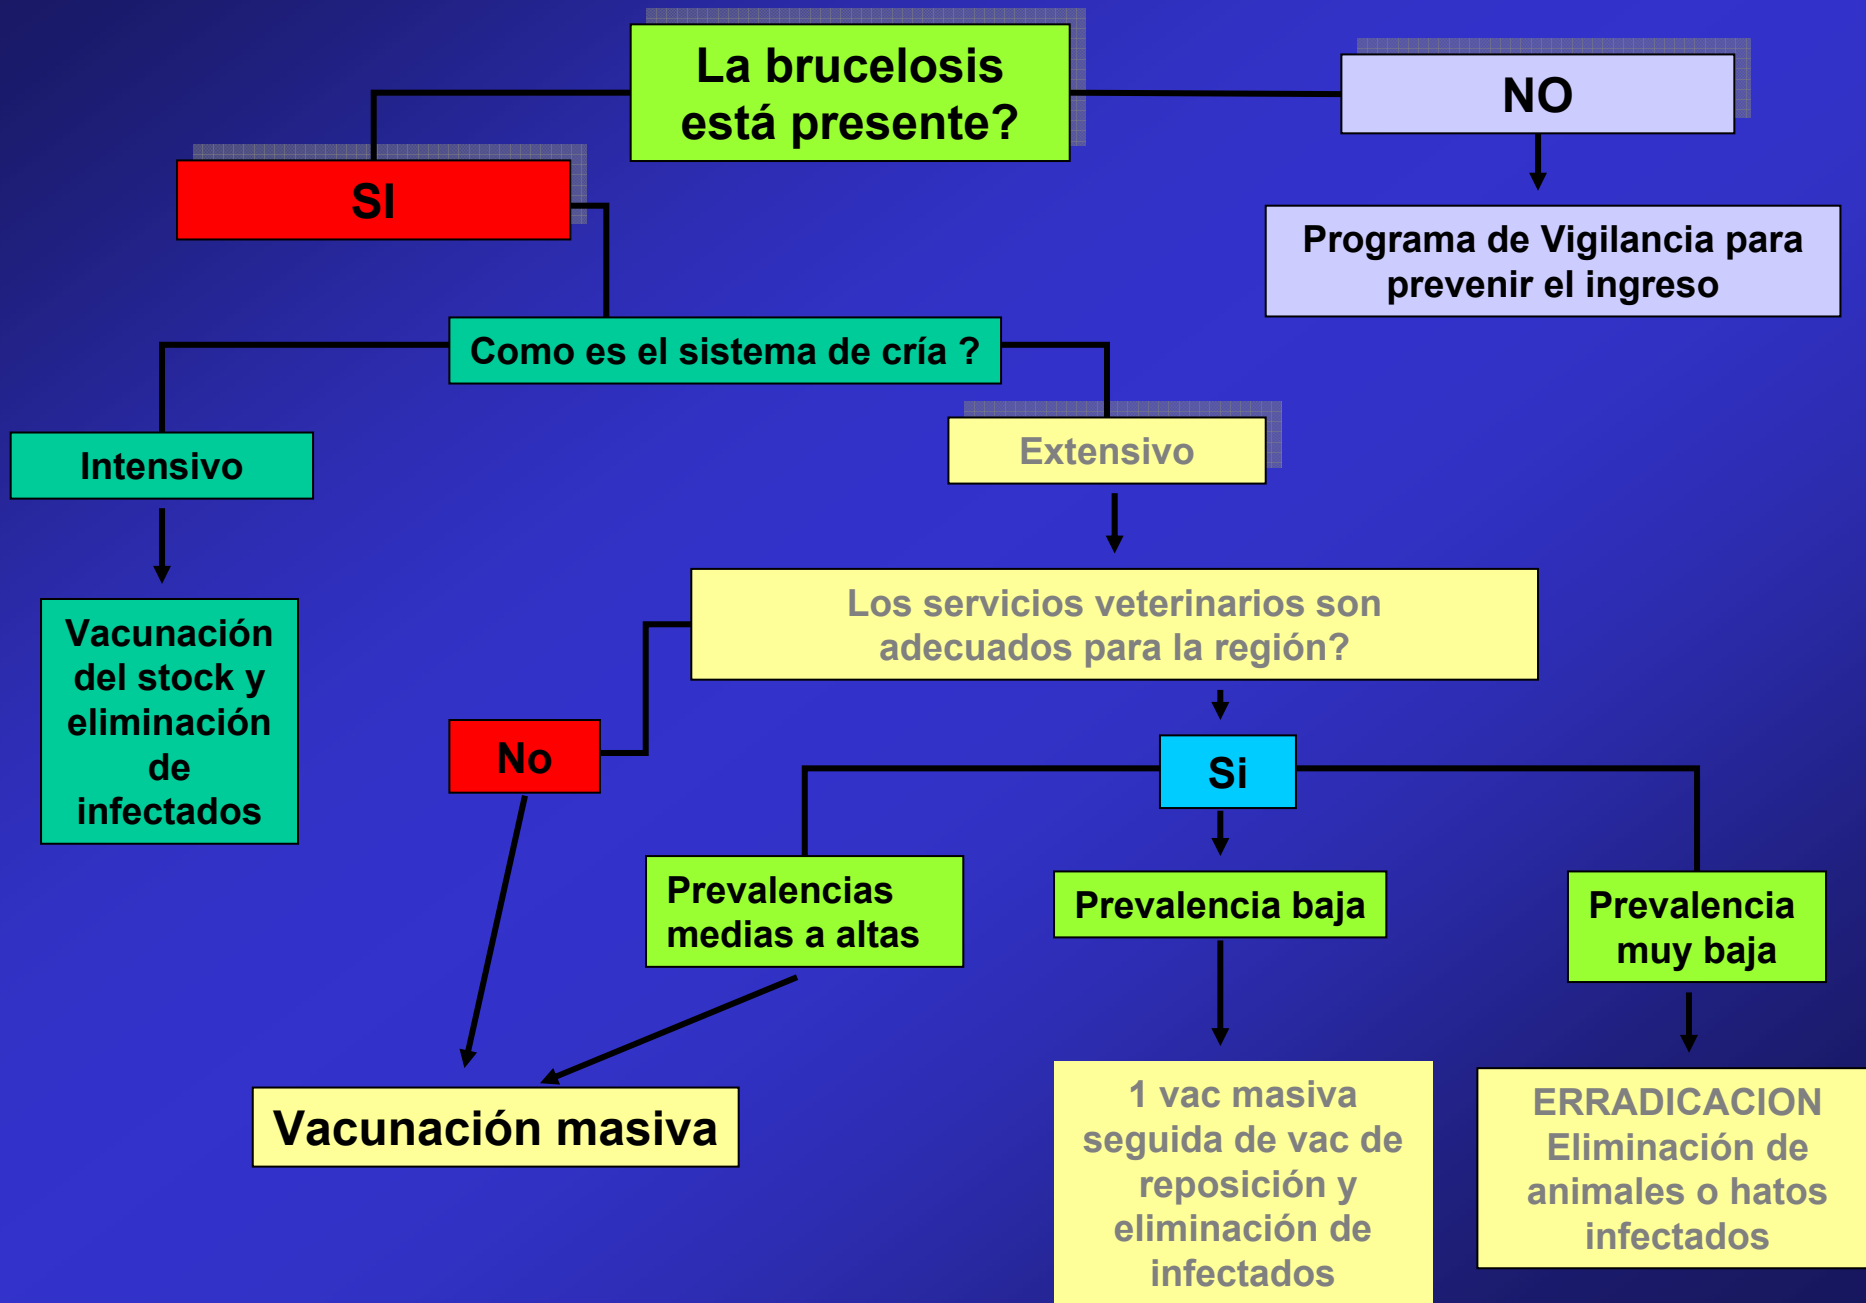 La brucelosis
está presente?
NO
SI
Programa de Vigilancia para
prevenir el ingreso
Como es el sistema de cría ?
Intensivo
Extensivo
Vacunación
del stock y
eliminación
de
infectados
Los servicios veterinarios son
adecuados para la región?
No
Si
Prevalencias
medias a altas
Prevalencia baja
Prevalencia
muy baja
Vacunación masiva
1 vac masiva
seguida de vac de
reposición y
eliminación de
infectados
ERRADICACION
Eliminación de
animales o hatos
infectados